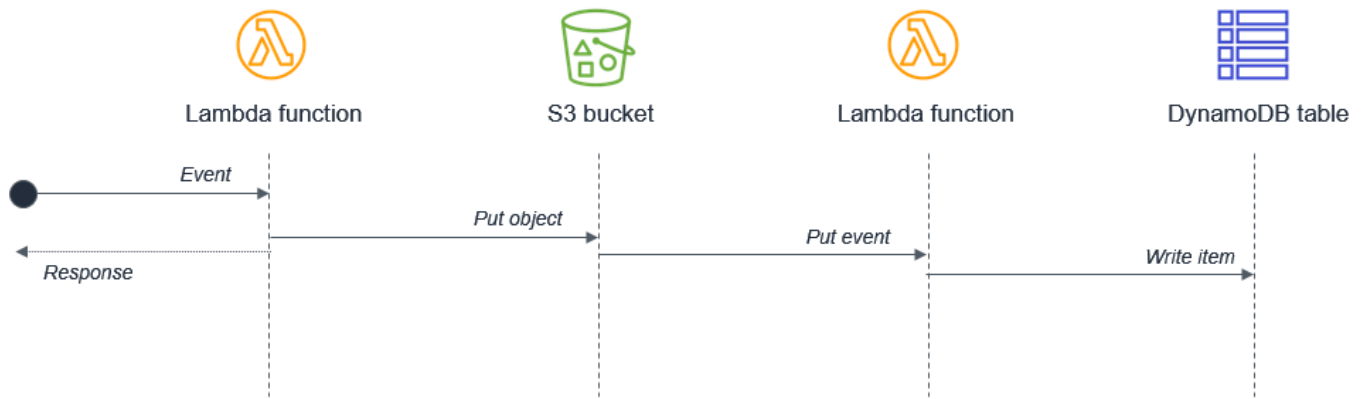 Lambda function
S3 bucket
Lambda function
DynamoDB table
Event
Put object
Put event
Write item
Response